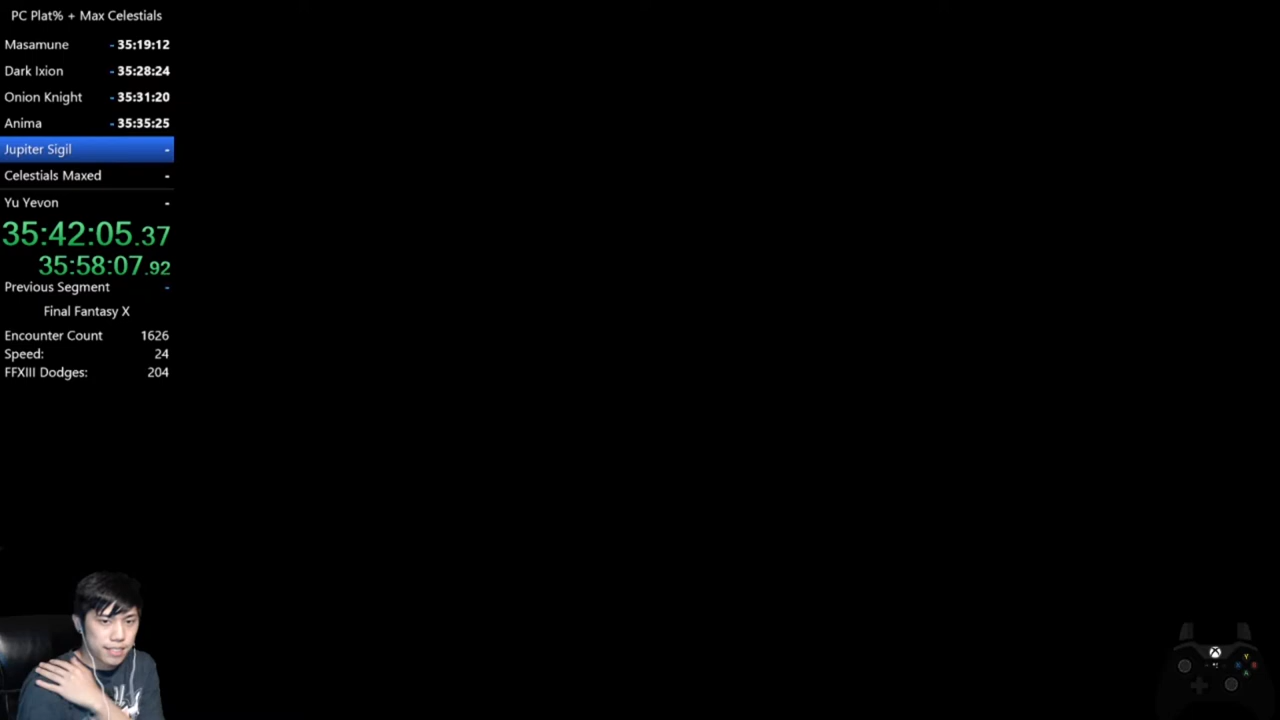 PC Plat% + Max Celestials
Masamune - 35:19:12
Dark Ixion - 35:28:24
Onion Knight - 35:31:20
Anima - 35:35:25
Jupiter Sigil -
Celestials Maxed -
Yu Yevon -
35:42:05.37
35:58:07.92
Previous Segment -
Final Fantasy X
Encounter Count 1626
Speed: 24
FFXIII Dodges: 204